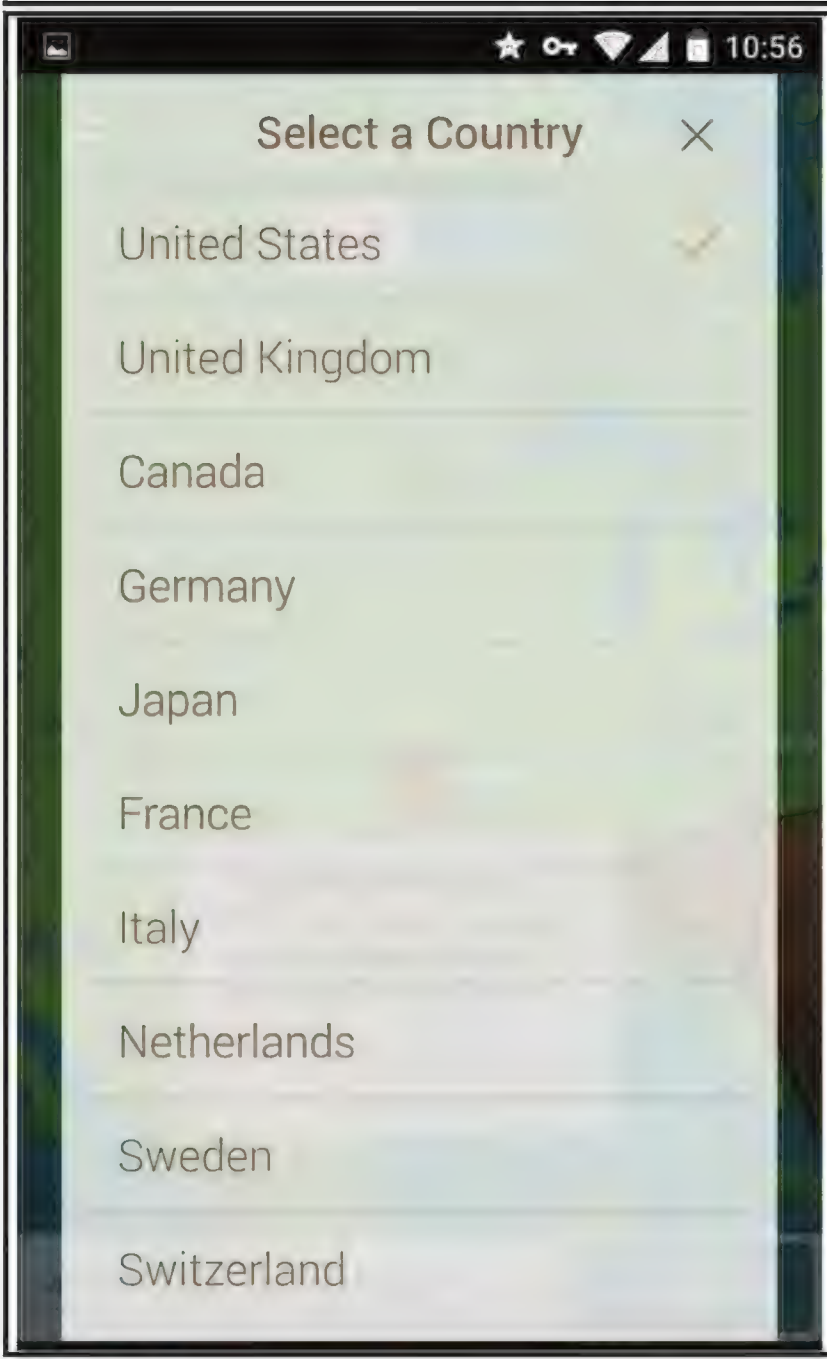 10:56
Select a Country
United States
United Kingdom
Canada
Germany
Japan
France
Italy
Netherlands
Sweden
Switzerland